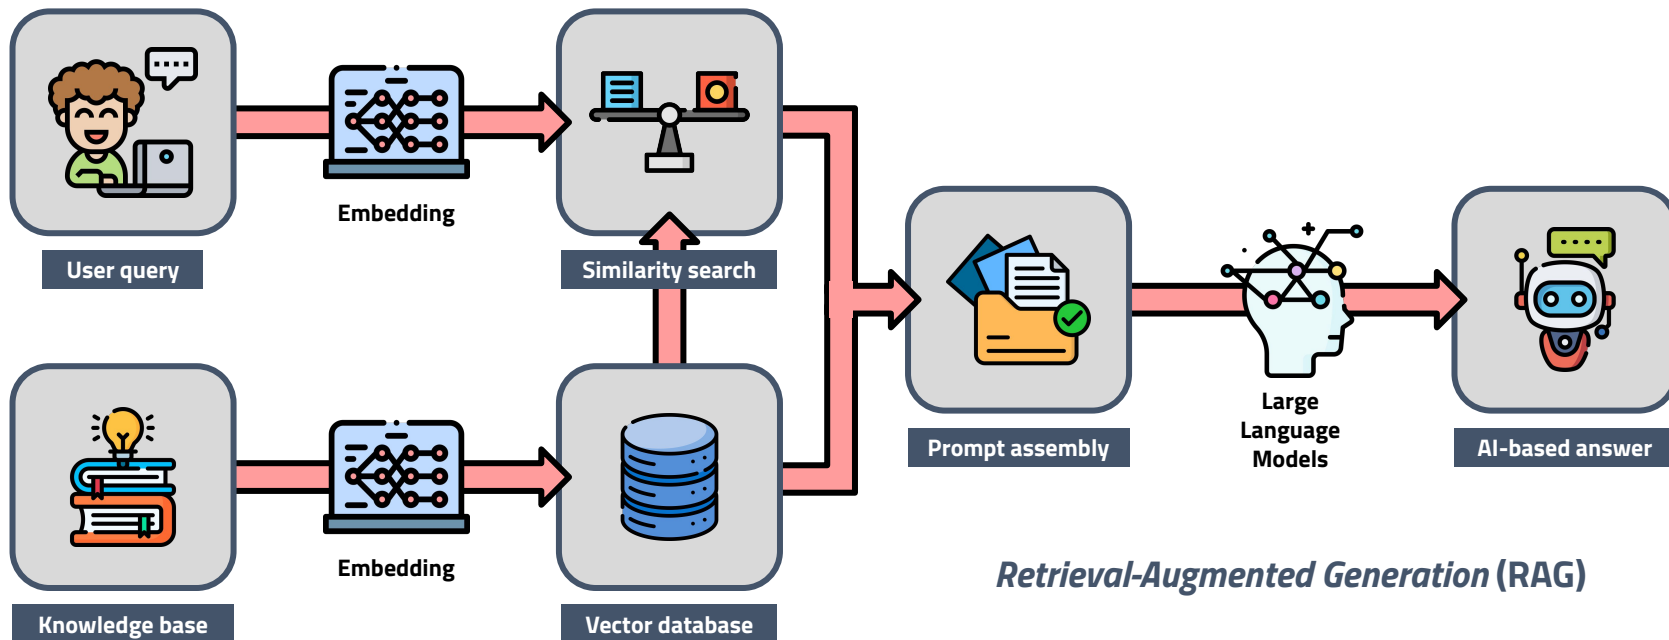 Embedding
User query
Similarity search
Large
Language
Models
Prompt assembly
AI-based answer
Embedding
Retrieval-Augmented Generation (RAG)
Knowledge base
Vector database